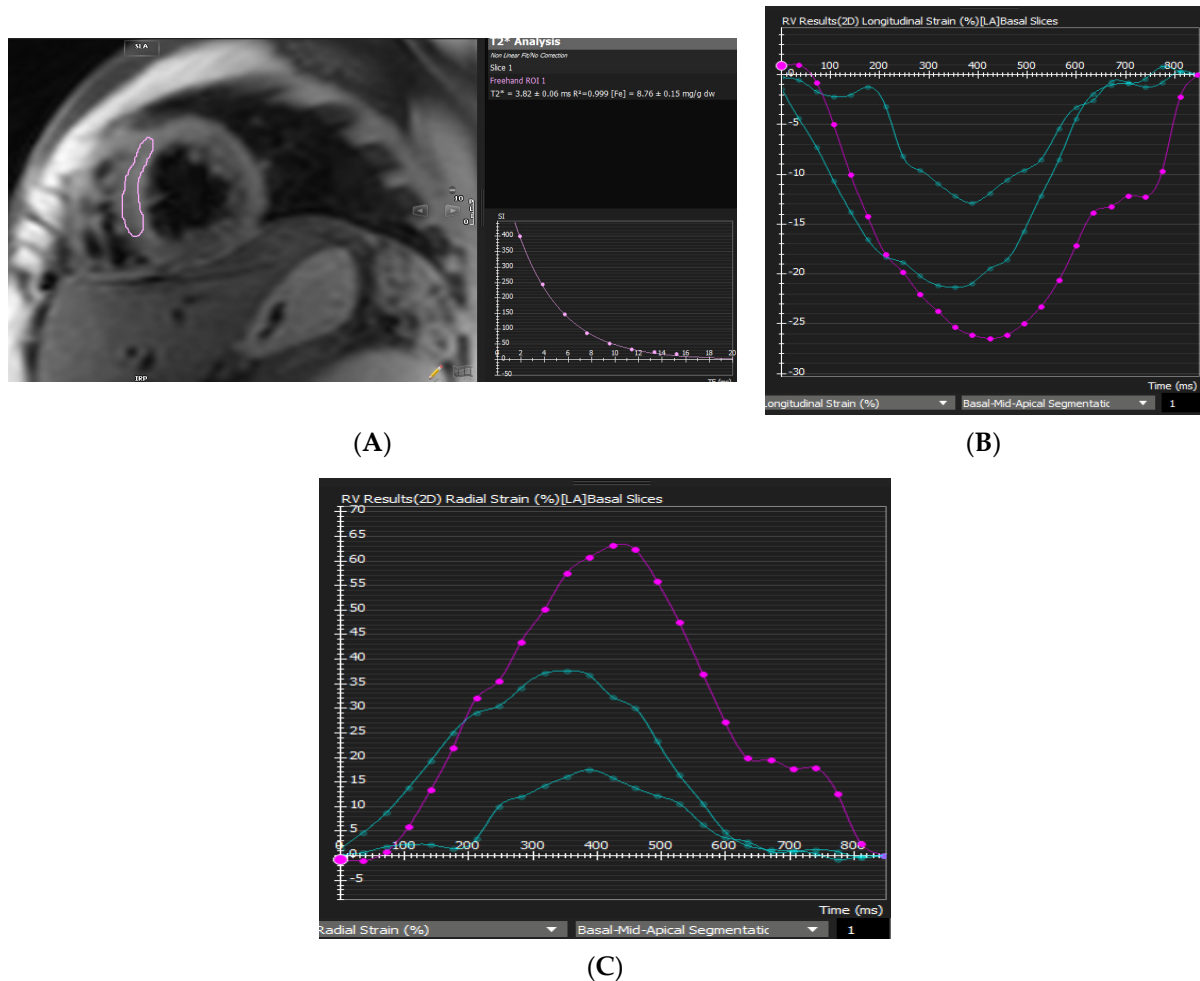 SLA
T2* Analysis
Non Linear Fit/No Correction
Slice 1
Freehand ROI 1
T2* = 3.82 ± 0.06 ms R²=0.999 [Fe] = 8.76 ± 0.15 mg/g dw
10
0
SI
400
350
300
250
200
150
100
50
0
-50
0 2 4 6 8 10 12 14 16 18 20
IRP
(A)
RV Results(2D) Longitudinal Strain (%)[LA]Basal Slices
100 200 300 400 500 600 700 800
0
-5
-10
-15
-20
-25
-30
Time (ms)
Longitudinal Strain (%) Basal-Mid-Apical Segmentatic 1
(B)
RV Results(2D) Radial Strain (%)[LA]Basal Slices
70
65
60
55
50
45
40
35
30
25
20
15
10
5
0
0 100 200 300 400 500 600 700 800
-5
Time (ms)
Radial Strain (%) Basal-Mid-Apical Segmentatic 1
(C)